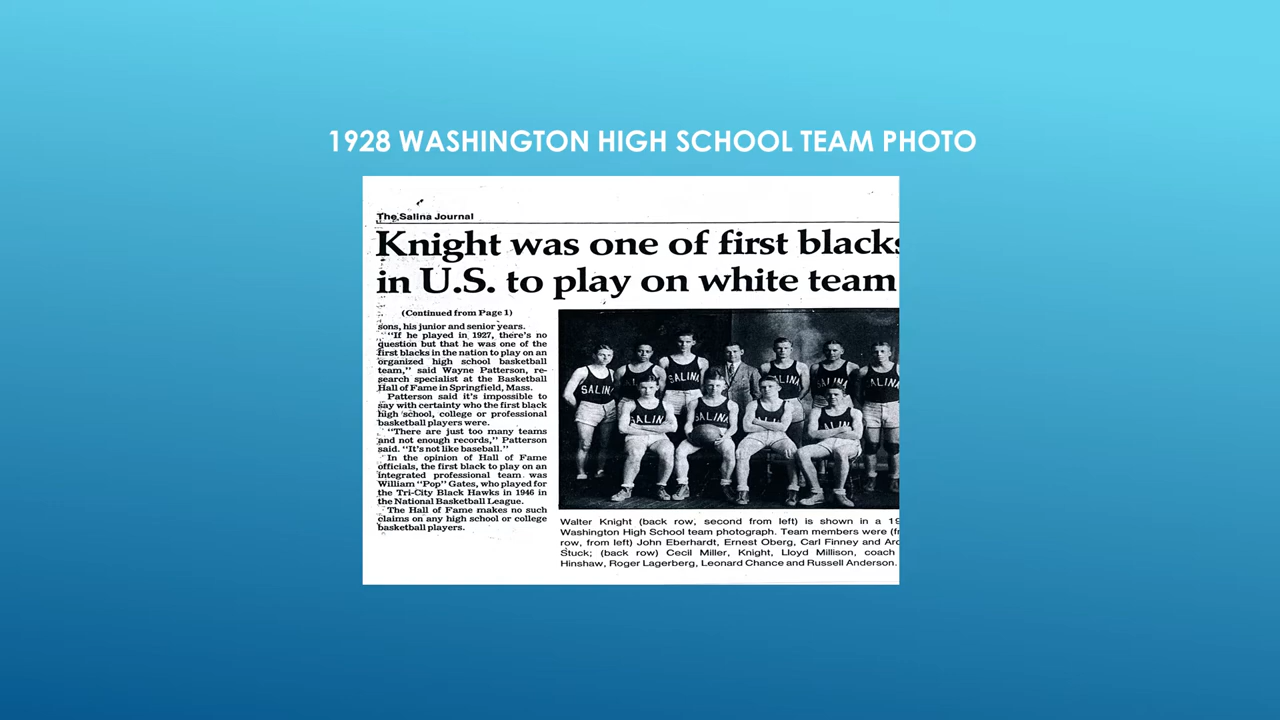 1928 WASHINGTON HIGH SCHOOL TEAM PHOTO
The Salina Journal
Knight was one of first blacks
in U.S. to play on white team
(Continued from Page 1)
sons, his junior and senior years.
"If he played in 1927, there's no
question but that he was one of the
first blacks in the nation to play on an
organized high school basketball
team," said Wayne Patterson, re-
search specialist at the Basketball
Hall of Fame in Springfield, Mass.
Patterson said it's impossible to
say with certainty who the first black
high school, college or professional
basketball players were.
"There are just too many teams
and not enough records," Patterson
said. "It's not like baseball."
In the opinion of Hall of Fame
officials, the first black to play on an
integrated professional team was
William "Pop" Gates, who played for
the Tri-City Black Hawks in 1946 in
the National Basketball League.
The Hall of Fame makes no such
claims on any high school or college
basketball players.
SALINA
SALINA
SALINA
SALINA
SALINA
SALINA
SALINA
SALINA
SALINA
SALINA
Walter Knight (back row, second from left) is shown in a 19
Washington High School team photograph. Team members were (f
row, from left) John Eberhardt, Ernest Oberg, Carl Finney and
Stuck; (back row) Cecil Miller, Knight, Lloyd Millison, coach
Hinshaw, Roger Lagerberg, Leonard Chance and Russell Anderson.